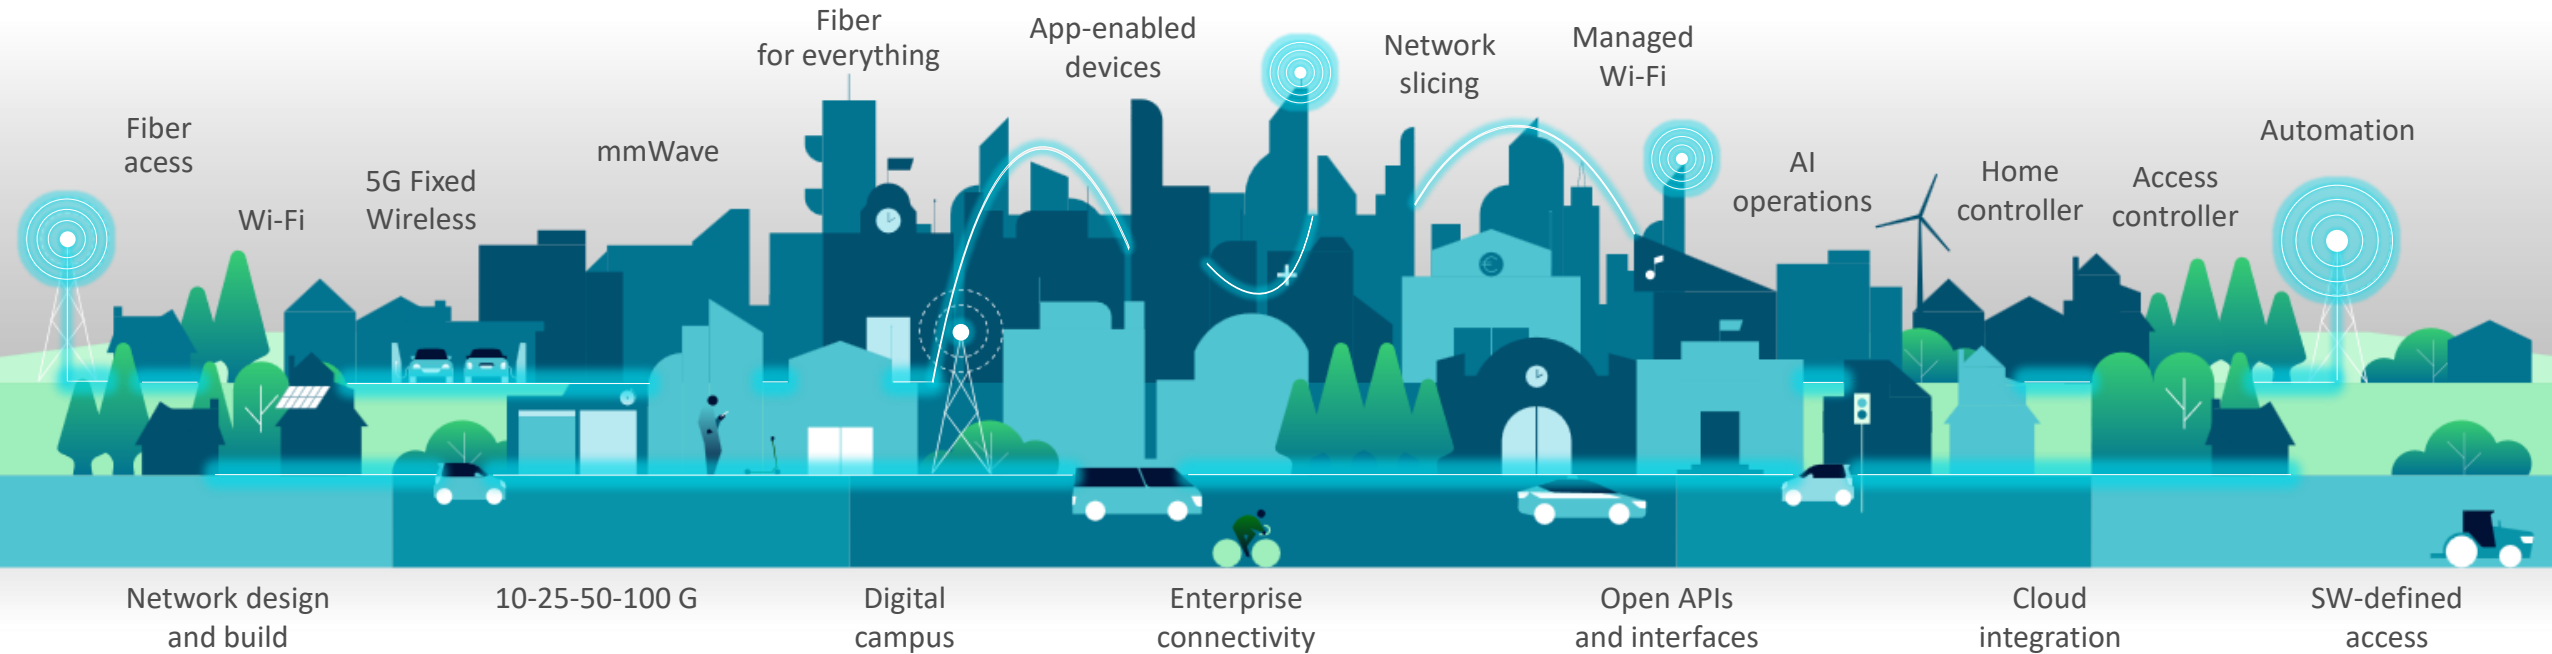 Fiber
acess
Wi-Fi
5G Fixed
Wireless
mmWave
Fiber
for everything
App-enabled
devices
Network
slicing
Managed
Wi-Fi
AI
operations
Home
controller
Access
controller
Automation
Network design
and build
10-25-50-100 G
Digital
campus
Enterprise
connectivity
Open APIs
and interfaces
Cloud
integration
SW-defined
access